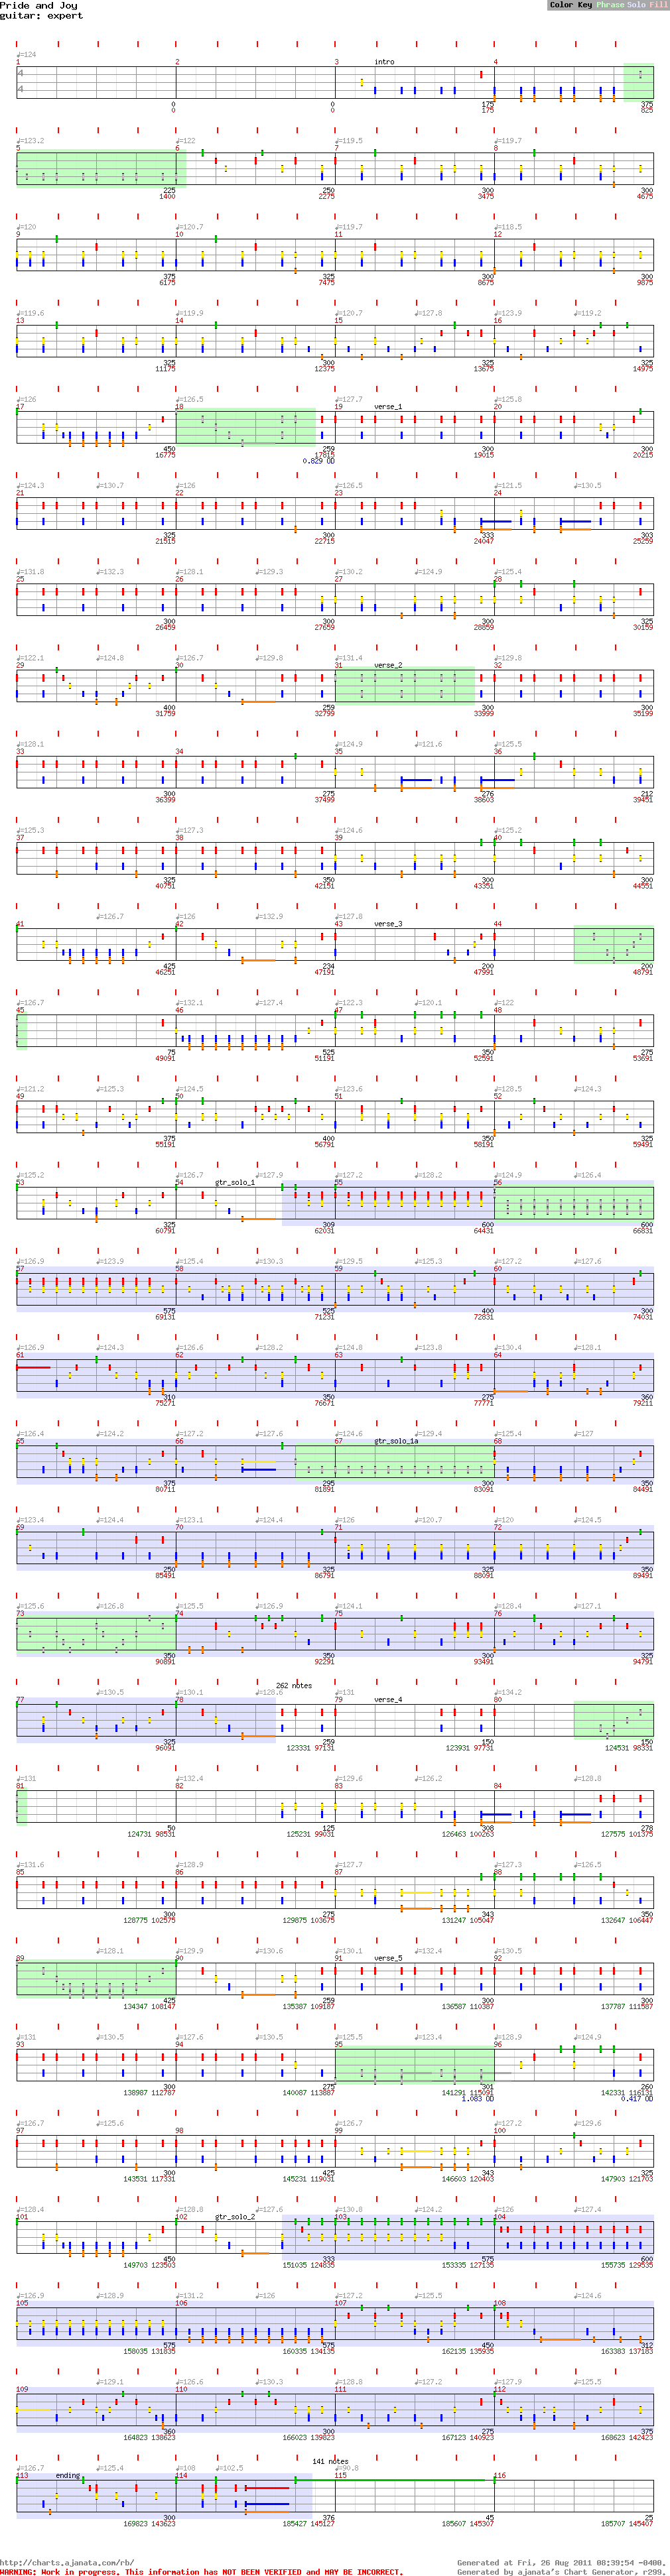 Pride and Joy
Color Key Phrase Solo Fill
guitar: expert
♩=124
1 2 3 intro 4
4
4
0 0 175 375
0 0 175 825
♩=123.2 ♩=122 ♩=119.5 ♩=119.7
5 6 7 8
225 250 300 300
1400 2275 3475 4675
♩=120 ♩=120.7 ♩=119.7 ♩=118.5
9 10 11 12
375 325 300 300
6175 7475 8675 9875
♩=119.6 ♩=119.9 ♩=120.7 ♩=127.8 ♩=123.9 ♩=119.2
13 14 15 16
325 300 325 325
11175 12375 13675 14975
♩=126 ♩=126.5 ♩=127.7 ♩=125.8
17 18 19 verse_1 20
450 259 300 300
16775 17815 19015 20215
0.829 OD
♩=124.3 ♩=130.7 ♩=126 ♩=126.5 ♩=121.5 ♩=130.5
21 22 23 24
325 300 333 303
21515 22715 24047 25259
♩=131.8 ♩=132.3 ♩=128.1 ♩=129.3 ♩=130.2 ♩=124.9 ♩=125.4
25 26 27 28
300 300 300 325
26459 27659 28859 30159
♩=122.1 ♩=124.8 ♩=126.7 ♩=129.8 ♩=131.4 ♩=129.8
29 30 31 verse_2 32
400 259 300 300
31759 32799 33999 35199
♩=128.1 ♩=124.9 ♩=121.6 ♩=125.5
33 34 35 36
300 275 276 212
36399 37499 38603 39451
♩=125.3 ♩=127.3 ♩=124.6 ♩=125.2
37 38 39 40
325 350 300 300
40751 42151 43351 44551
♩=126.7 ♩=126 ♩=132.9 ♩=127.8
41 42 43 verse_3 44
425 234 200 200
46251 47191 47991 48791
♩=126.7 ♩=132.1 ♩=127.4 ♩=122.3 ♩=120.1 ♩=122
45 46 47 48
75 525 350 275
49091 51191 52591 53691
♩=121.2 ♩=125.3 ♩=124.5 ♩=123.6 ♩=128.5 ♩=124.3
49 50 51 52
375 400 350 325
55191 56791 58191 59491
♩=125.2 ♩=126.7 ♩=127.9 ♩=127.2 ♩=128.2 ♩=124.9 ♩=126.4
53 54 gtr_solo_1 55 56
325 309 600 600
60791 62031 64431 66831
♩=126.9 ♩=123.9 ♩=125.4 ♩=130.3 ♩=129.5 ♩=125.3 ♩=127.2 ♩=127.6
57 58 59 60
575 525 400 300
69131 71231 72831 74031
♩=126.9 ♩=124.3 ♩=126.6 ♩=128.2 ♩=124.8 ♩=123.8 ♩=130.4 ♩=128.1
61 62 63 64
310 350 275 360
75271 76671 77771 79211
♩=126.4 ♩=124.2 ♩=127.2 ♩=127.6 ♩=124.6 ♩=129.4 ♩=125.4 ♩=127
65 66 67 gtr_solo_1a 68
375 295 300 350
80711 81891 83091 84491
♩=123.4 ♩=124.4 ♩=123.1 ♩=124.4 ♩=126 ♩=120.7 ♩=120 ♩=124.5
69 70 71 72
250 325 325 350
85491 86791 88091 89491
♩=125.6 ♩=126.8 ♩=125.5 ♩=126.9 ♩=124.1 ♩=128.4 ♩=127.1
73 74 75 76
350 350 300 325
90891 92291 93491 94791
262 notes
♩=130.5 ♩=130.1 ♩=128.6 ♩=131 ♩=134.2
77 78 79 verse_4 80
325 259 150 150
96091 123331 97131 123931 97731 124531 98331
♩=131 ♩=132.4 ♩=129.6 ♩=126.2 ♩=128.8
81 82 83 84
50 125 308 278
124731 98531 125231 99031 126463 100263 127575 101375
♩=131.6 ♩=128.9 ♩=127.7 ♩=127.3 ♩=126.5
85 86 87 88
300 275 343 350
128775 102575 129875 103675 131247 105047 132647 106447
♩=128.1 ♩=129.9 ♩=130.6 ♩=130.1 ♩=132.4 ♩=130.5
89 90 91 verse_5 92
425 259 300 300
134347 108147 135387 109187 136587 110387 137787 111587
♩=131 ♩=130.5 ♩=127.6 ♩=130.5 ♩=125.3 ♩=123.4 ♩=128.9 ♩=124.9
93 94 95 96
300 275 301 260
138987 112787 140087 113887 141291 115091 142331 116131
1.083 OD 0.417 OD
♩=126.7 ♩=125.6 ♩=126.7 ♩=127.2 ♩=129.6
97 98 99 100
300 425 343 325
143531 117331 145231 119031 146603 120403 147903 121703
♩=128.4 ♩=128.8 ♩=127.6 ♩=130.8 ♩=124.2 ♩=126 ♩=127.4
101 102 gtr_solo_2 103 104
450 333 575 600
149703 123503 151035 124835 153335 127135 155735 129535
♩=126.9 ♩=128.9 ♩=131.2 ♩=126 ♩=127.2 ♩=125.5 ♩=124.6
105 106 107 108
575 575 450 312
158035 131835 160335 134135 162135 135935 163383 137183
♩=129.1 ♩=126.6 ♩=130.3 ♩=128.8 ♩=127.2 ♩=127.9 ♩=125.5
109 110 111 112
360 300 275 375
164823 138623 166023 139823 167123 140923 168623 142423
141 notes
♩=126.7 ♩=125.4 ♩=108 ♩=102.5 ♩=90.8
113 ending 114 115 116
300 376 45 25
169823 143623 185427 145127 185607 145307 185707 145407
http://charts.ajanata.com/rb/
Generated at Fri, 26 Aug 2011 08:39:54 -0400.
WARNING: Work in progress. This information has NOT BEEN VERIFIED and MAY BE INCORRECT.
Generated by ajanata's Chart Generator, r299.